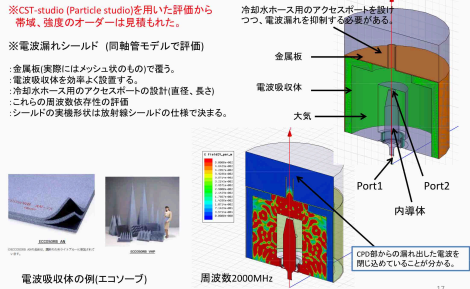 ※CST-studio (Particle studio)を用いた評価から
帯域、強度のオーダーは見積もれた。
※電波漏れシールド (同軸管モデルで評価)
:金属板(実際にはメッシュ状のもの)で覆う。
:電波吸収体を効率よく設置する。
:冷却水ホース用のアクセスポートの設計(直径、長さ)
:これらの周波数依存性の評価
:シールドの実機形状は放射線シールドの仕様で決まる。
冷却水ホース用のアクセスポートを設け
つつ、電波漏れを抑制する必要がある。
金属板
電波吸収体
大気
Port1
Port2
内導体
ECCOSORB AN
ECCOSORB VHP
電波吸収体の例(エコソーブ)
周波数2000MHz
CPD部からの漏れ出した電波を
閉じ込めていることが分かる。